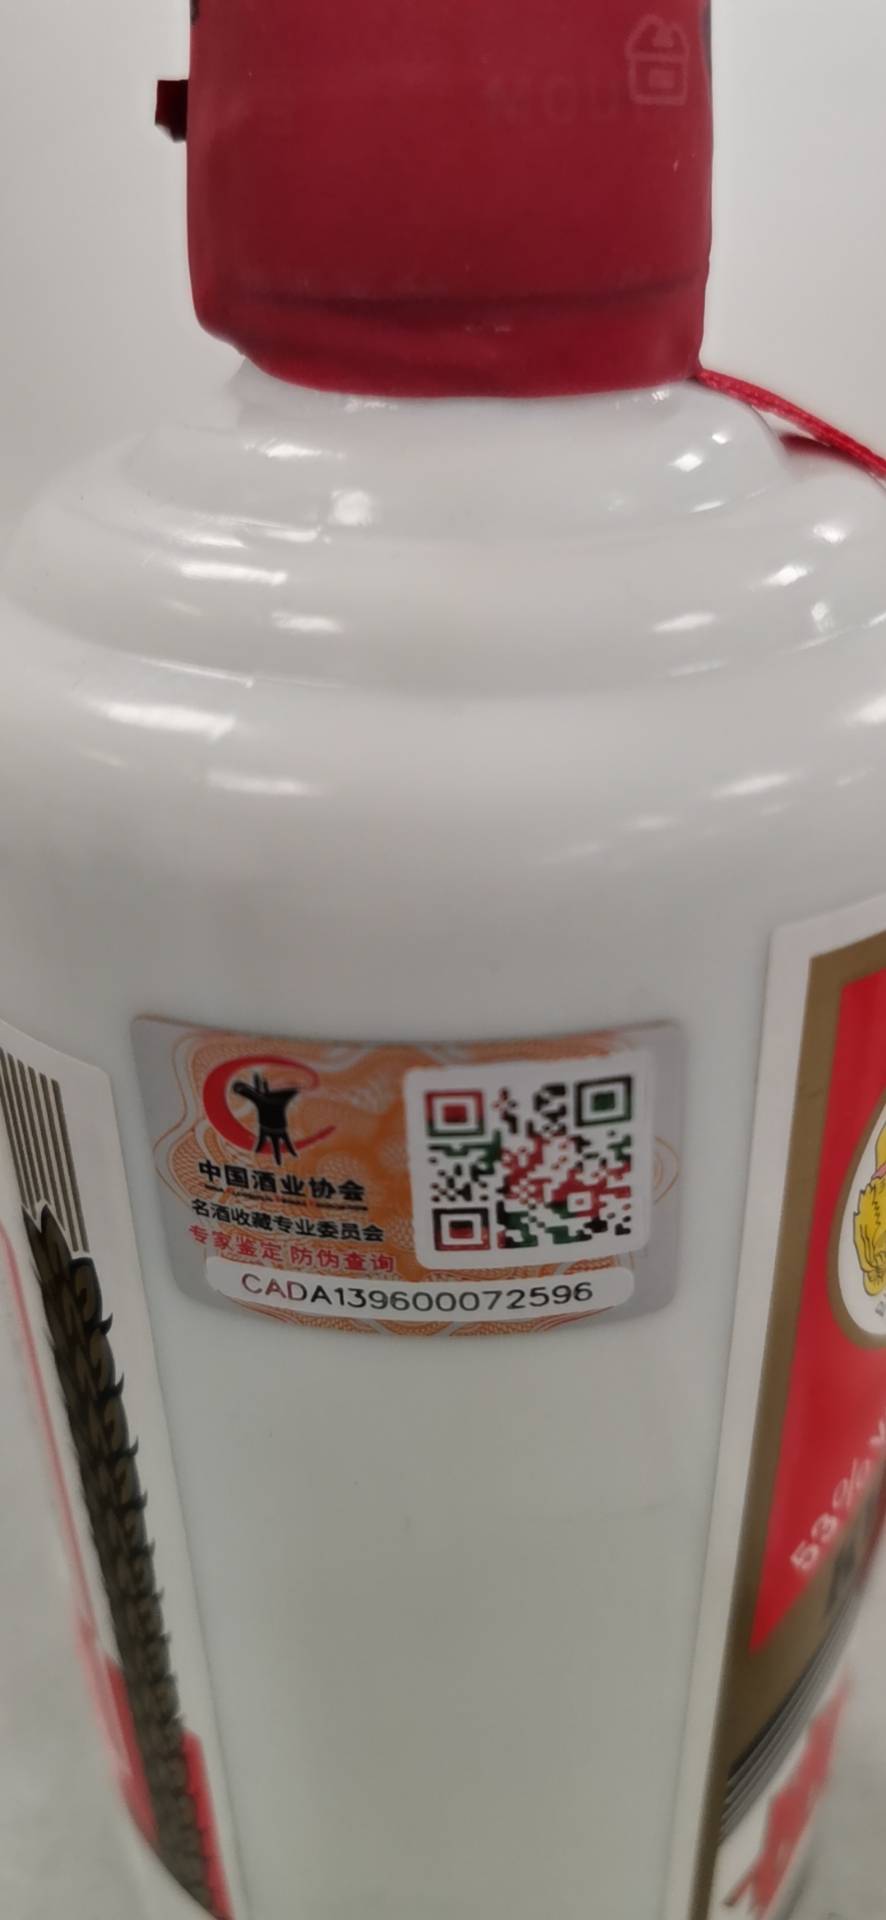 中国酒业协会
名酒收藏专业委员会
专家鉴定 防伪查询
CADA139600072596
53%